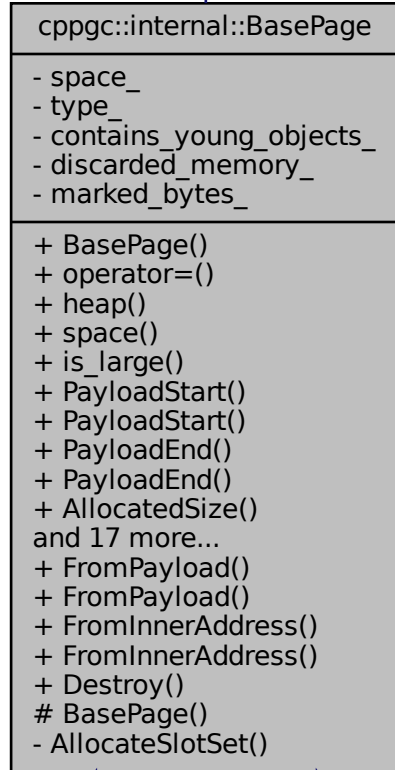 cppgc::internal::BasePage
- space_
- type_
- contains_young_objects_
- discarded_memory_
- marked_bytes_
+ BasePage()
+ operator=()
+ heap()
+ space()
+ is_large()
+ PayloadStart()
+ PayloadStart()
+ PayloadEnd()
+ PayloadEnd()
+ AllocatedSize()
and 17 more...
+ FromPayload()
+ FromPayload()
+ FromInnerAddress()
+ FromInnerAddress()
+ Destroy()
# BasePage()
- AllocateSlotSet()